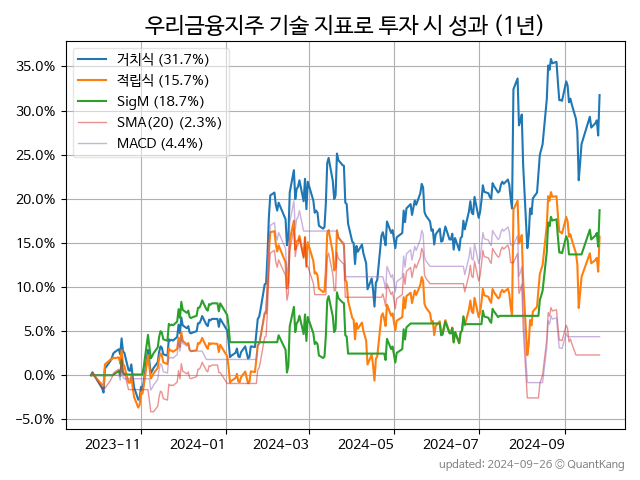 우리금융지주 기술 지표로 투자 시 성과 (1년)
거치식 (31.7%)
적립식 (15.7%)
SigM (18.7%)
SMA(20) (2.3%)
MACD (4.4%)
35.0%
30.0%
25.0%
20.0%
15.0%
10.0%
5.0%
0.0%
−5.0%
2023-11 2024-01 2024-03 2024-05 2024-07 2024-09
updated: 2024-09-26 © QuantKang